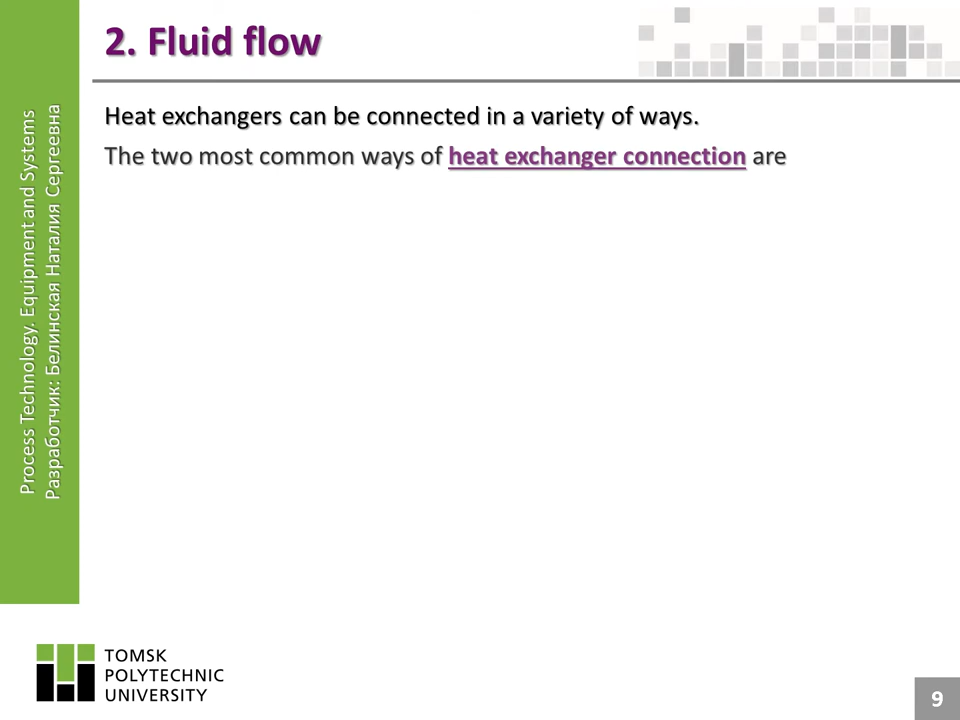 2. Fluid flow
Heat exchangers can be connected in a variety of ways.
The two most common ways of heat exchanger connection are
Process Technology. Equipment and Systems
Разработчик: Белинская Наталия Сергеевна
TOMSK
POLYTECHNIC
UNIVERSITY
9